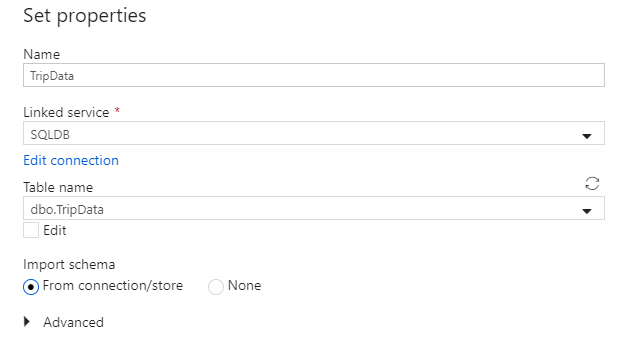 Set properties
Name
TripData
Linked service *
SQLDB
Edit connection
Table name
dbo.TripData
Edit
Import schema
From connection/store None
Advanced